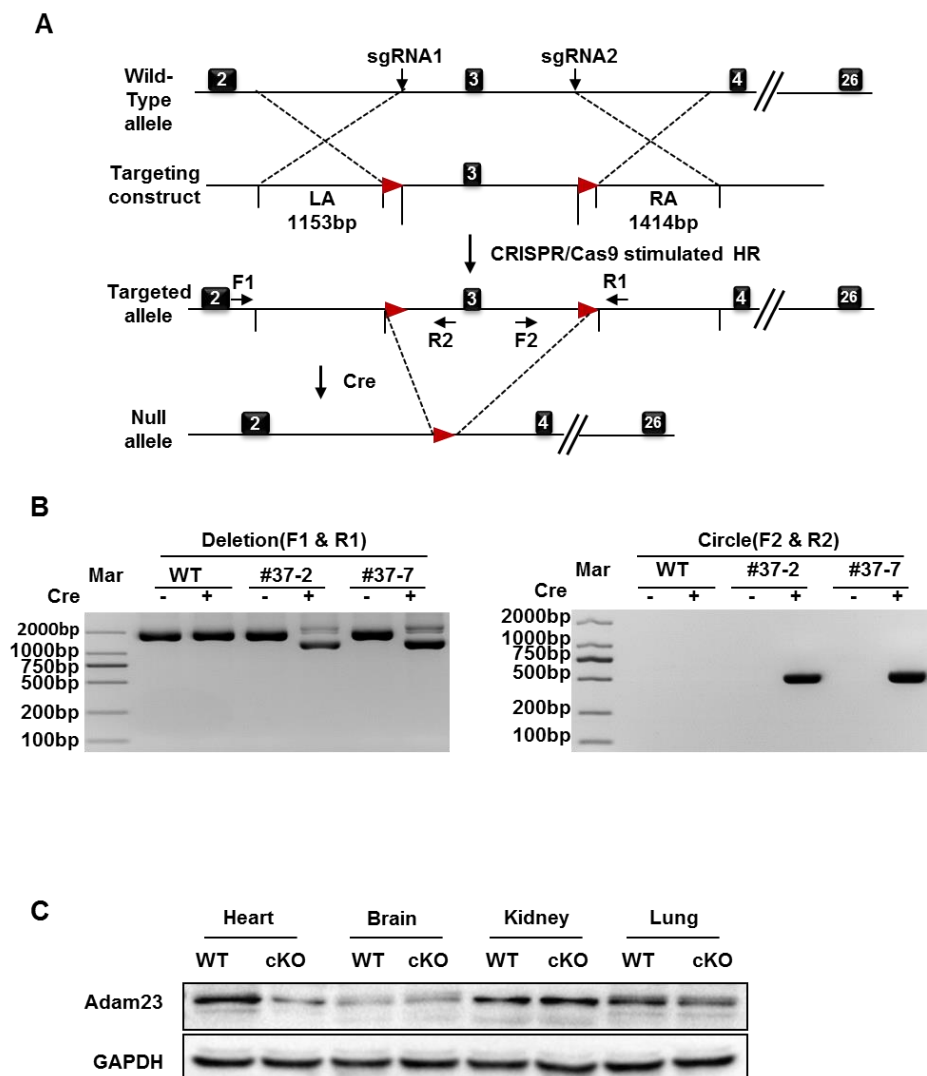 A
sgRNA1 sgRNA2
Wild- 2 3 4 26
Type
allele
Targeting 3
construct LA RA
1153bp 1414bp
CRISPR/Cas9 stimulated HR
F1 R1
Targeted 2 3 4 26
allele
R2 F2
Cre
Null 2 4 26
allele
B
Deletion(F1 & R1)
Mar WT #37-2 #37-7
Cre - + - + - +
2000bp
1000bp
750bp
500bp
200bp
100bp
Circle(F2 & R2)
Mar WT #37-2 #37-7
Cre - + - + - +
2000bp
1000bp
750bp
500bp
200bp
100bp
C
Heart Brain Kidney Lung
WT cKO WT cKO WT cKO WT cKO
Adam23
GAPDH